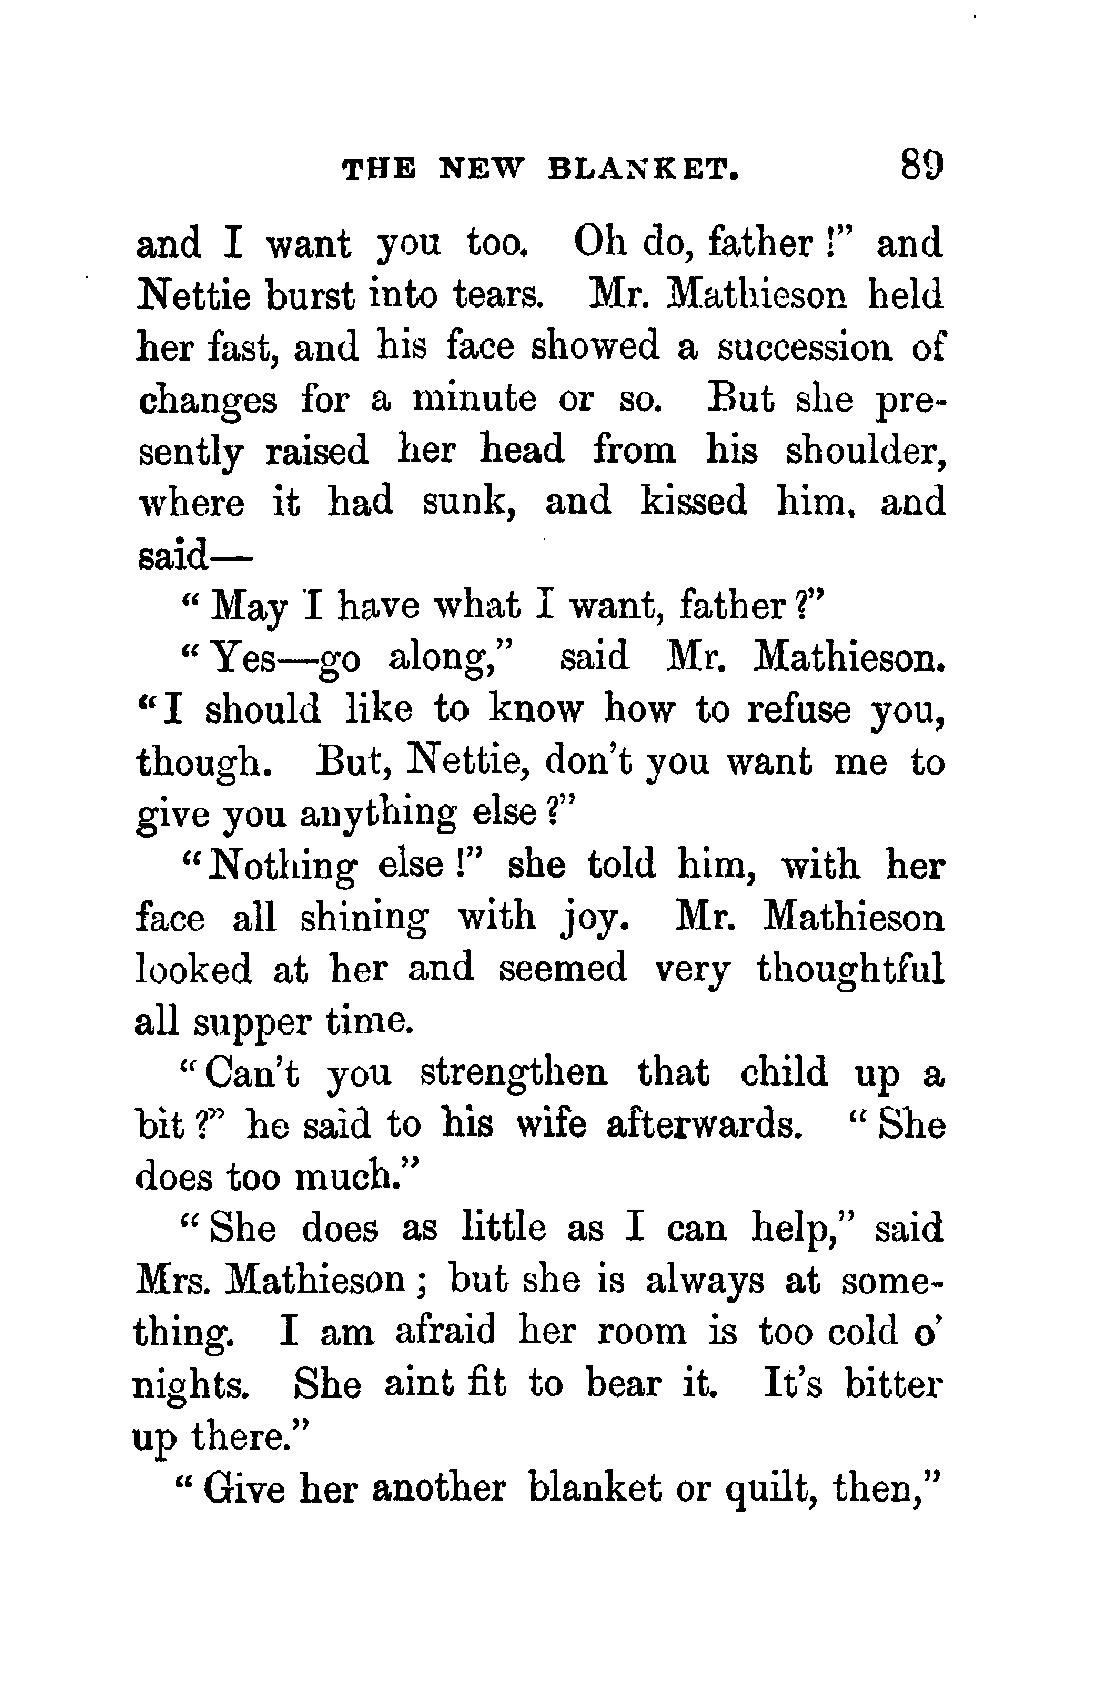 THE NEW BLANKET. 89
and I want you too. Oh do, father!" and
Nettie burst into tears. Mr. Mathieson held
her fast, and his face showed a succession of
changes for a minute or so. But she pre-
sently raised her head from his shoulder,
where it had sunk, and kissed him, and
said—
"May I have what I want, father?"
"Yes—go along," said Mr. Mathieson.
"I should like to know how to refuse you,
though. But, Nettie, don't you want me to
give you anything else?"
"Nothing else!" she told him, with her
face all shining with joy. Mr. Mathieson
looked at her and seemed very thoughtful
all supper time.
"Can't you strengthen that child up a
bit?" he said to his wife afterwards. "She
does too much."
"She does as little as I can help," said
Mrs. Mathieson; but she is always at some-
thing. I am afraid her room is too cold o'
nights. She aint fit to bear it. It's bitter
up there."
"Give her another blanket or quilt, then,"